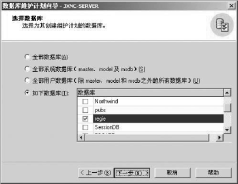 数据库维护计划向导 - JXNC-SERVER
选择数据库
选择为其创建维护计划的数据库。
全部数据库(A)
全部系统数据库(master、model 及 msdb)(S)
全部用户数据库(除 master、model 和 msdb 之外的所有数据库)(U)
如下数据库(T):
数据库
Northwind
pubs
regie
SessionDB
<上一步(B)
下一步(N)>
取消
帮助